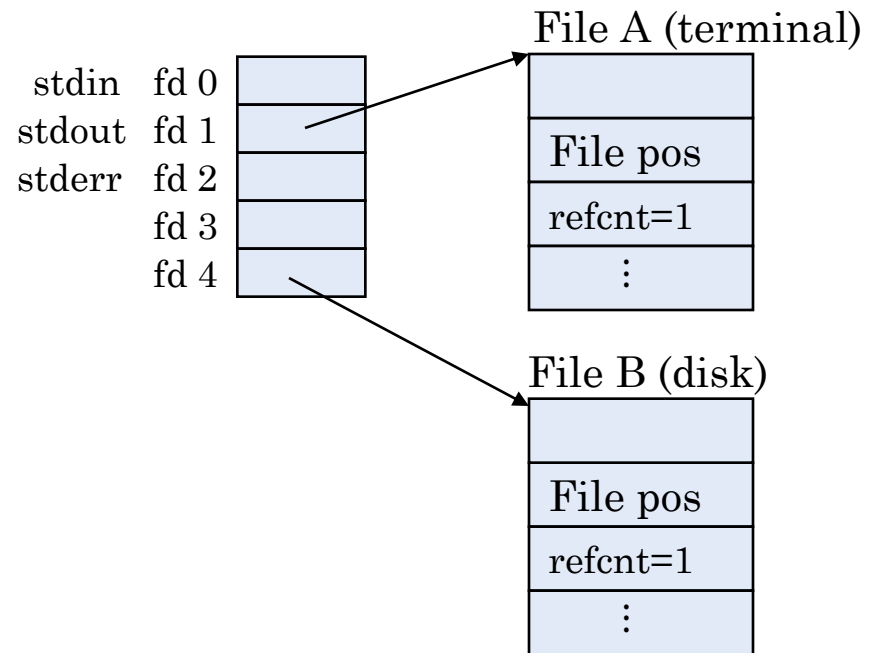 stdin fd 0
stdout fd 1
stderr fd 2
fd 3
fd 4
File A (terminal)
File pos
refcnt=1
⋮
File B (disk)
File pos
refcnt=1
⋮